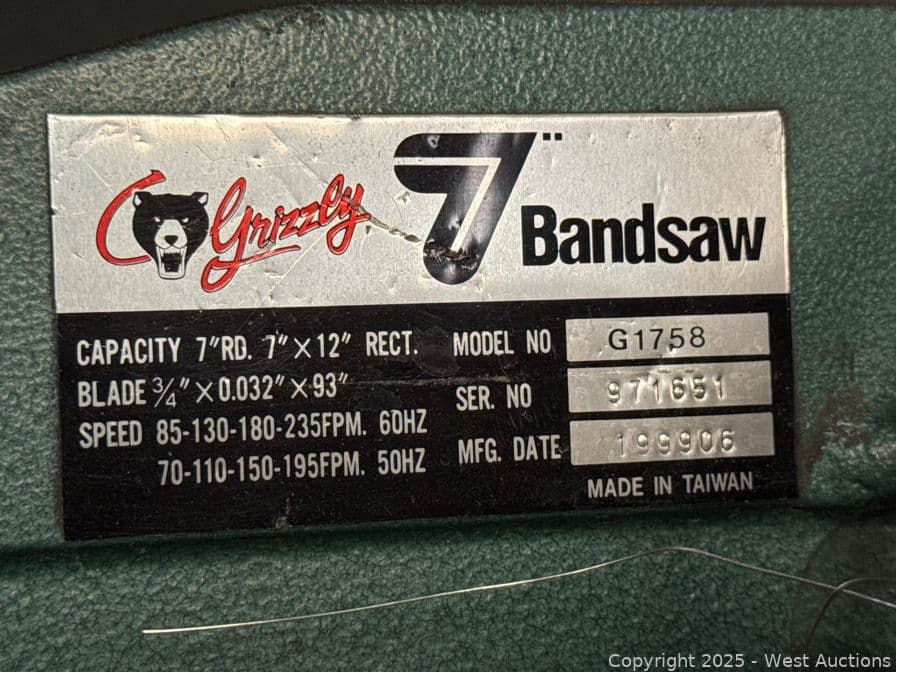 Grizzly 7" Bandsaw
CAPACITY 7"RD. 7"×12" RECT.
BLADE 3/4"×0.032"×93"
SPEED 85-130-180-235FPM. 60HZ
70-110-150-195FPM. 50HZ
MODEL NO G1758
SER. NO 971651
MFG. DATE 199906
MADE IN TAIWAN
Copyright 2025 - West Auctions